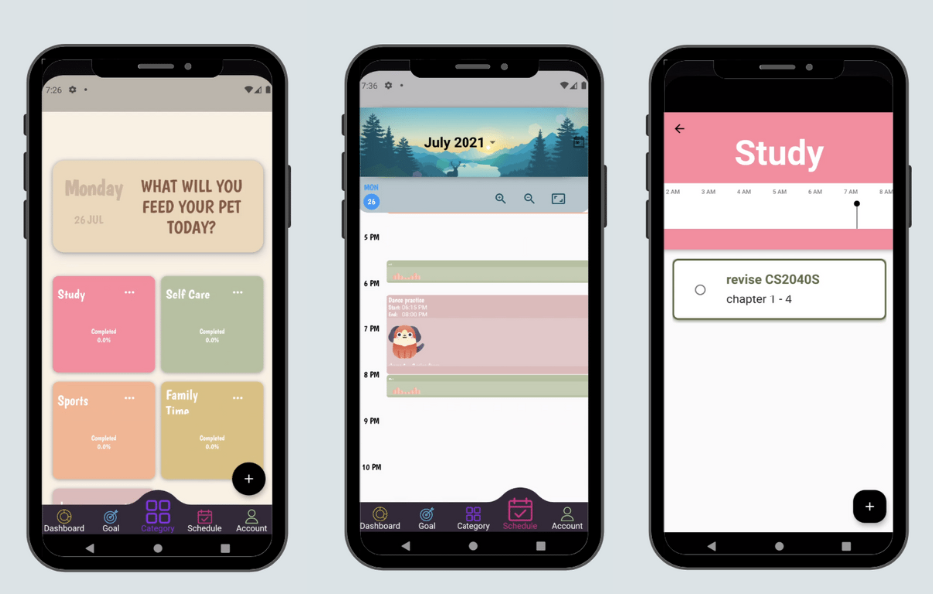 7:26
Monday
26 JUL
WHAT WILL YOU
FEED YOUR PET
TODAY?
Study ...
Completed
0.0%
Self Care ...
Completed
0.0%
Sports ...
Completed
0.0%
Family ...
Time
Completed
0.0%
+
Dashboard Goal Category Schedule Account
7:36
July 2021
MON
26
5 PM
6 PM
Dance practice
Start: 06:15 PM
End: 08:00 PM
7 PM
8 PM
9 PM
10 PM
Dashboard Goal Category Schedule Account
Study
2 AM 3 AM 4 AM 5 AM 6 AM 7 AM 8 AM
revise CS2040S
chapter 1 - 4
+